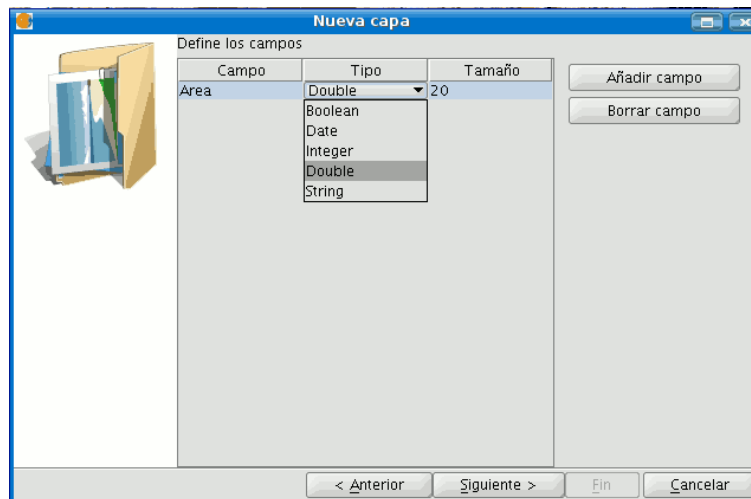 Nueva capa
Define los campos
Campo Tipo Tamaño
Area Double 20
Boolean
Date
Integer
Double
String
Añadir campo
Borrar campo
< Anterior Siguiente > Fin Cancelar